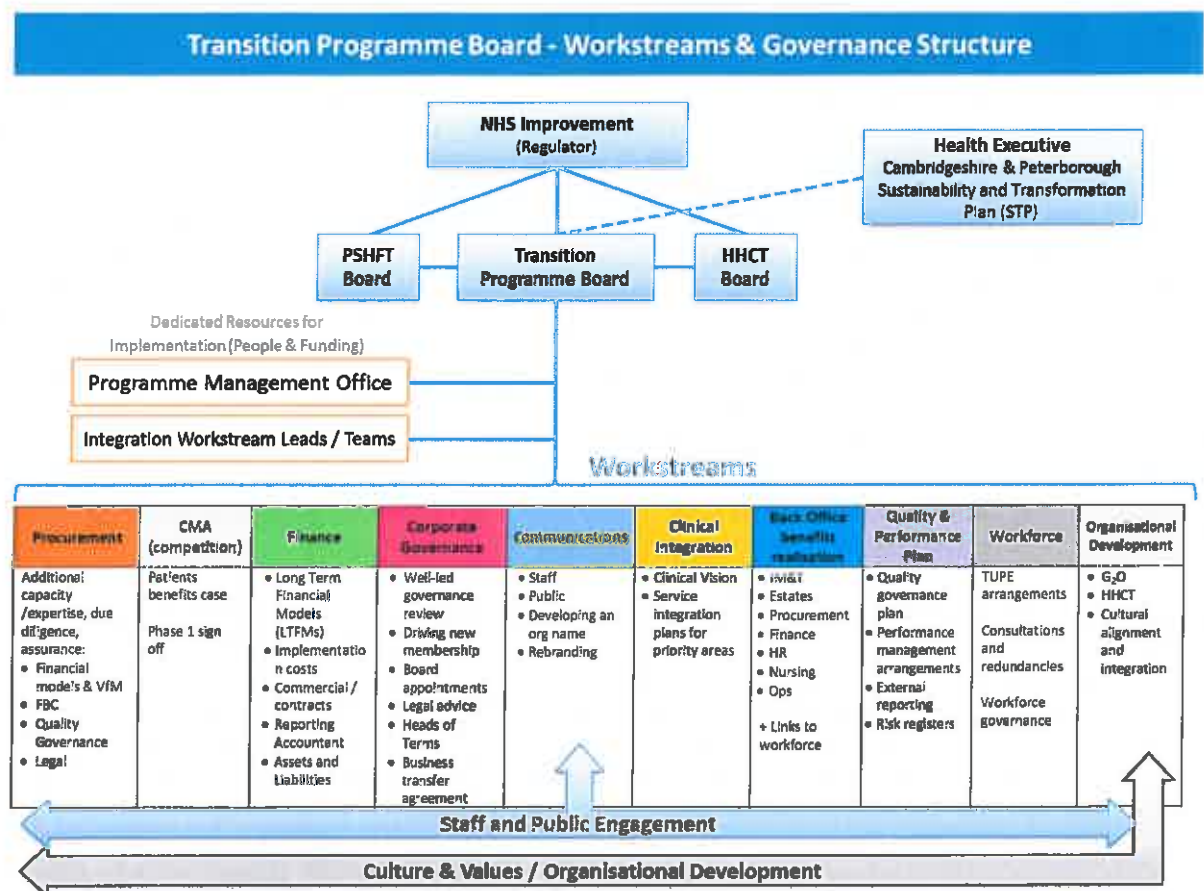 Transition Programme Board - Workstreams & Governance Structure
NHS Improvement
(Regulator)
Health Executive
Cambridgeshire & Peterborough
Sustainability and Transformation
Plan (STP)
PSHFT
Board
Transition
Programme Board
HHCT
Board
Dedicated Resources for
Implementation (People & Funding)
Programme Management Office
Integration Workstream Leads / Teams
Workstreams
Procurement
Additional
capacity
/expertise, due
diligence,
assurance:
• Financial
models & VfM
• FBC
• Quality
Governance
• Legal
CMA
(competition)
Patients
benefits case
Phase 1 sign
off
Finance
• Long Term
Financial
Models
(LTFMs)
• Implementatio
n costs
• Commercial /
contracts
• Reporting
Accountant
• Assets and
Liabilities
Corporate
Governance
• Well-led
governance
review
• Driving new
membership
• Board
appointments
• Legal advice
• Heads of
Terms
• Business
transfer
agreement
Communications
• Staff
• Public
• Developing an
org name
• Rebranding
Clinical
Integration
• Clinical Vision
• Service
integration
plans for
priority areas
Back Office
benefits
realisation
• IM&T
• Estates
• Procurement
• Finance
• HR
• Nursing
• Ops
+ Links to
workforce
Quality &
Performance
Plan
• Quality
governance
plan
• Performance
management
arrangements
• External
reporting
• Risk registers
Workforce
TUPE
arrangements
Consultations
and
redundancies
Workforce
governance
Organisational
Development
• G2O
• HHCT
• Cultural
alignment
and
integration
Staff and Public Engagement
Culture & Values / Organisational Development